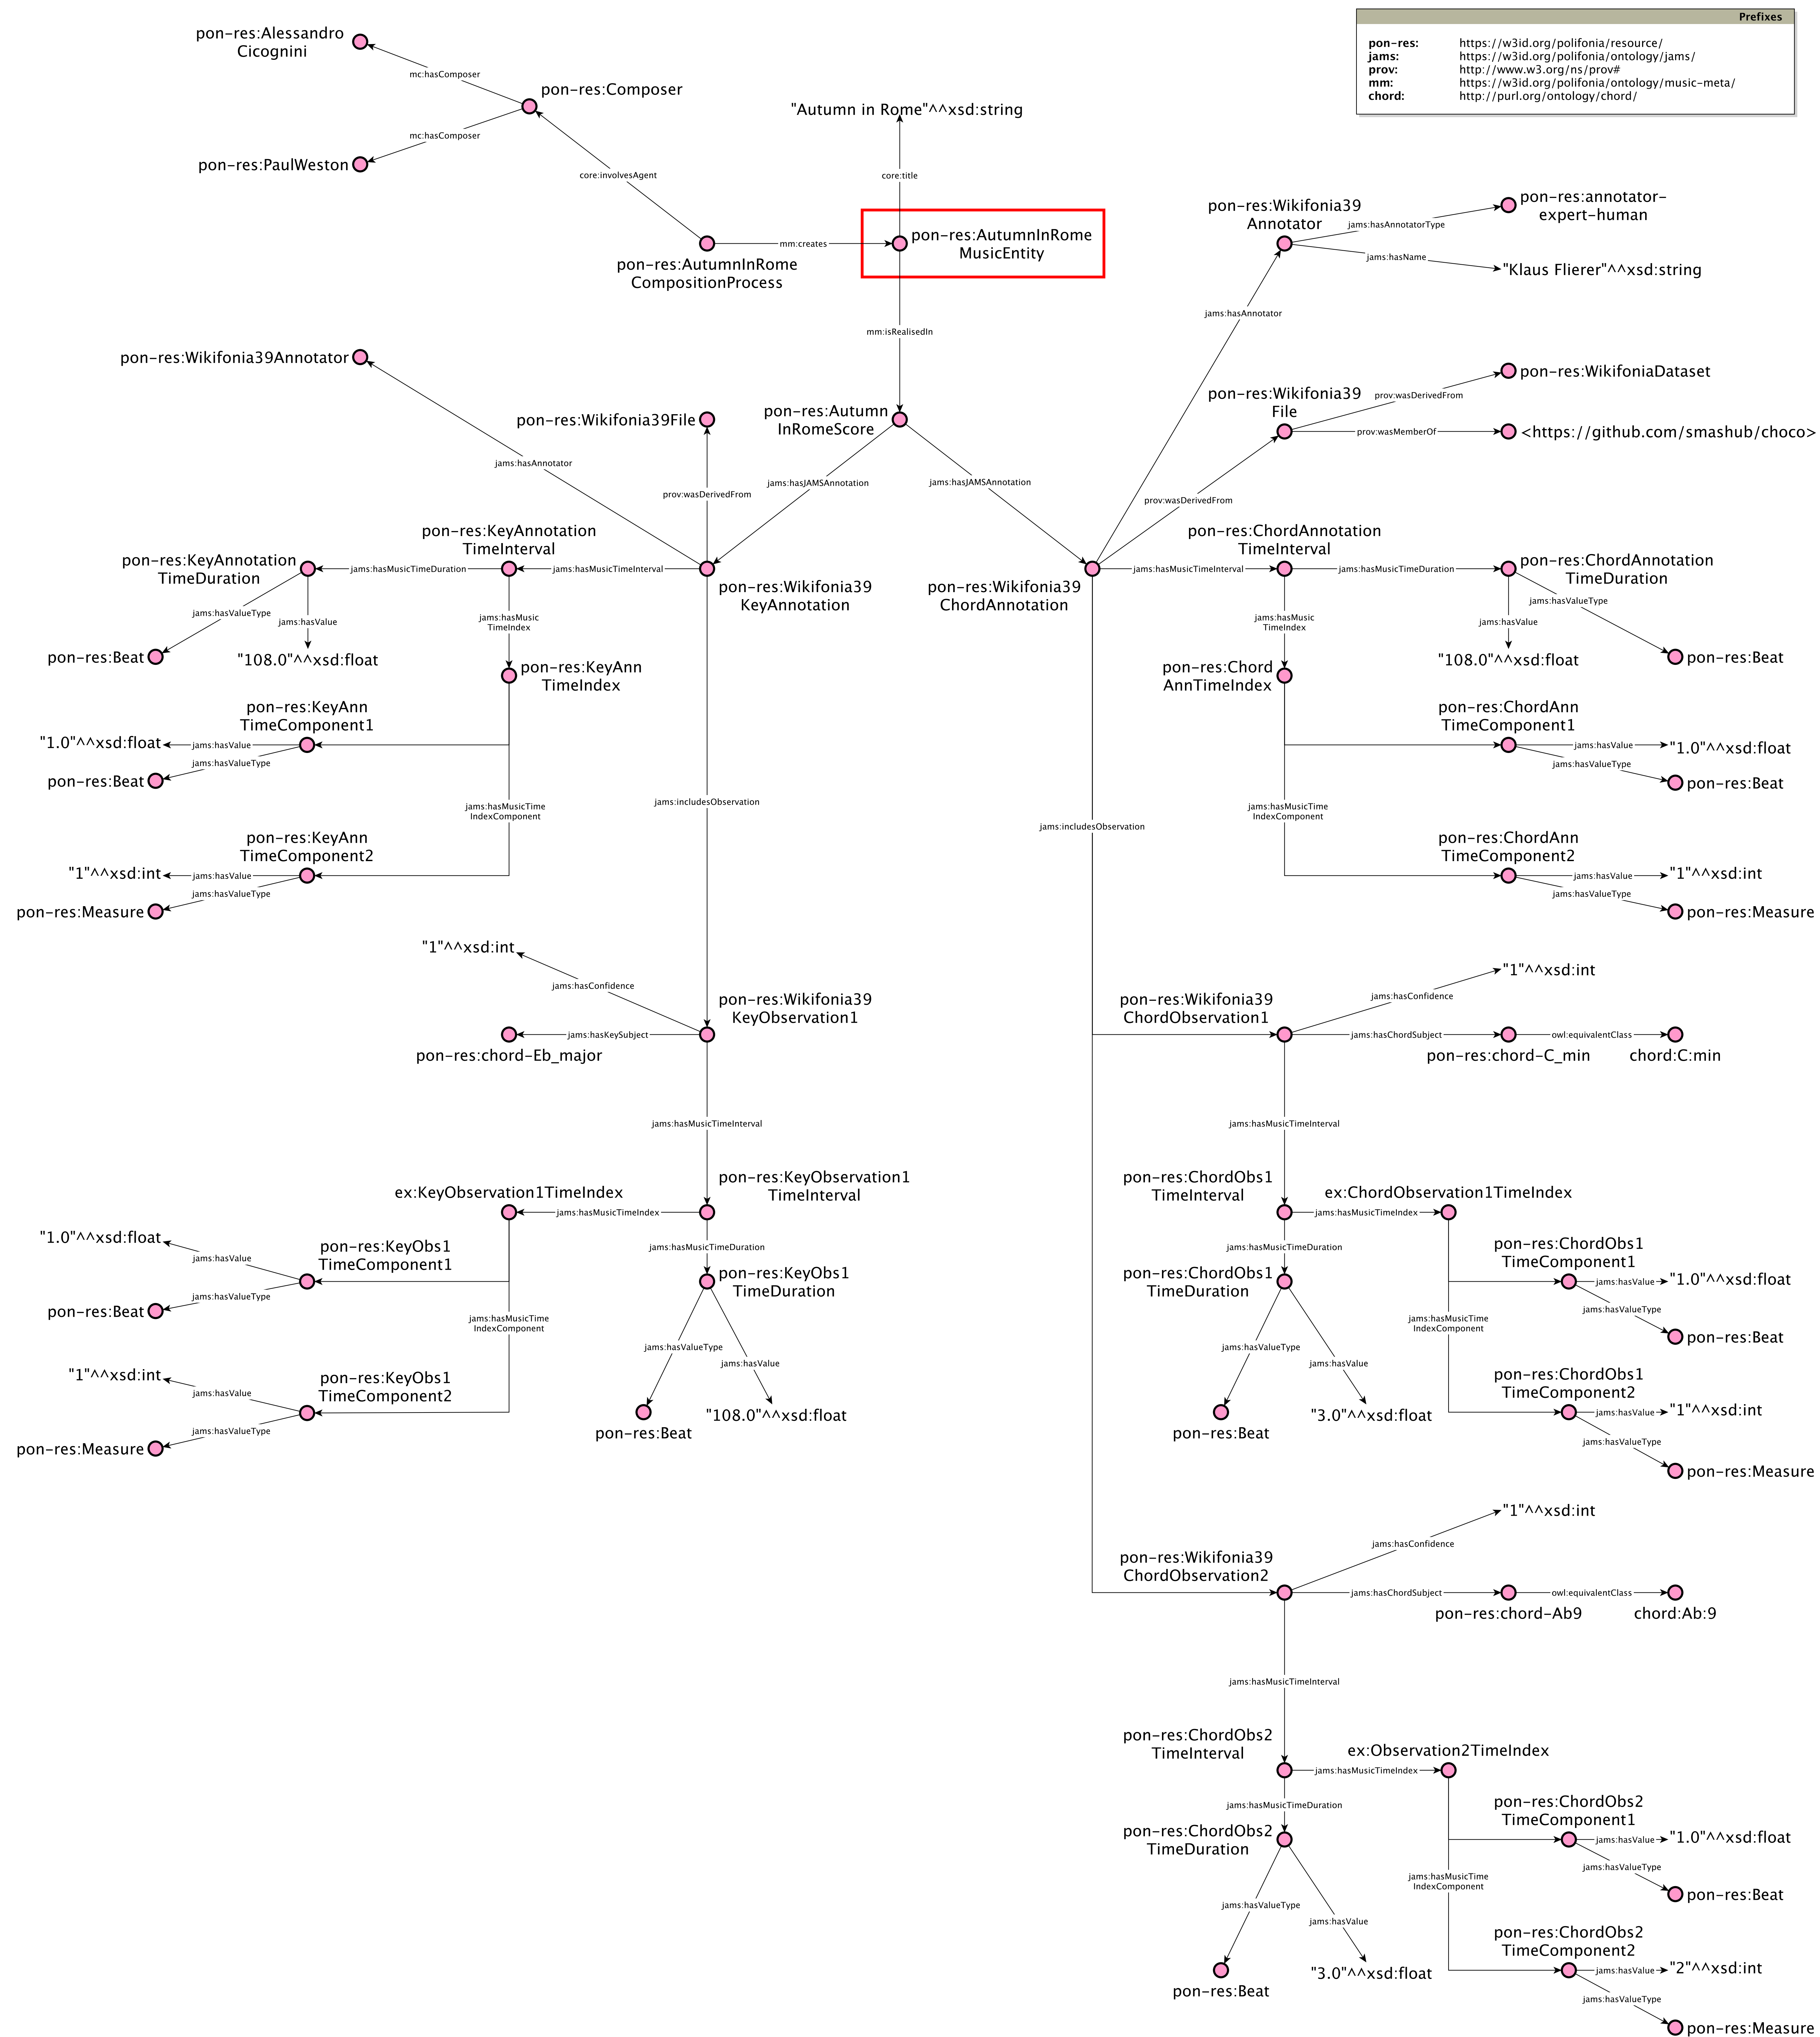 Prefixes
pon-res: https://w3id.org/polifonia/resource/
jams: https://w3id.org/polifonia/ontology/jams/
prov: http://www.w3.org/ns/prov#
mm: https://w3id.org/polifonia/ontology/music-meta/
chord: http://purl.org/ontology/chord/
pon-res:Alessandro
Cicognini
mc:hasComposer
pon-res:Composer
mc:hasComposer
pon-res:PaulWeston
core:involvesAgent
"Autumn in Rome"^^xsd:string
core:title
pon-res:AutumnInRome
MusicEntity
mm:creates
pon-res:AutumnInRome
CompositionProcess
mm:isRealisedIn
pon-res:Wikifonia39
Annotator
jams:hasAnnotatorType
pon-res:annotator-
expert-human
jams:hasName
"Klaus Flierer"^^xsd:string
jams:hasAnnotator
pon-res:Wikifonia39Annotator
pon-res:Wikifonia39File
pon-res:Autumn
InRomeScore
pon-res:Wikifonia39
File
prov:wasDerivedFrom
pon-res:WikifoniaDataset
prov:wasMemberOf
<https://github.com/smashub/choco>
jams:hasAnnotator
prov:wasDerivedFrom
jams:hasJAMSAnnotation
jams:hasJAMSAnnotation
prov:wasDerivedFrom
pon-res:KeyAnnotation
TimeDuration
jams:hasMusicTimeDuration
pon-res:KeyAnnotation
TimeInterval
jams:hasMusicTimeInterval
pon-res:Wikifonia39
KeyAnnotation
pon-res:Wikifonia39
ChordAnnotation
jams:hasMusicTimeInterval
pon-res:ChordAnnotation
TimeInterval
jams:hasMusicTimeDuration
pon-res:ChordAnnotation
TimeDuration
jams:hasValueType
jams:hasValue
pon-res:Beat
"108.0"^^xsd:float
jams:hasMusic
TimeIndex
pon-res:KeyAnn
TimeIndex
jams:hasMusic
TimeIndex
pon-res:Chord
AnnTimeIndex
jams:hasValueType
jams:hasValue
"108.0"^^xsd:float
pon-res:Beat
pon-res:KeyAnn
TimeComponent1
"1.0"^^xsd:float
jams:hasValue
jams:hasValueType
pon-res:Beat
pon-res:ChordAnn
TimeComponent1
jams:hasValue
"1.0"^^xsd:float
jams:hasValueType
pon-res:Beat
jams:hasMusicTime
IndexComponent
jams:includesObservation
jams:includesObservation
jams:hasMusicTime
IndexComponent
pon-res:KeyAnn
TimeComponent2
"1"^^xsd:int
jams:hasValue
jams:hasValueType
pon-res:Measure
pon-res:ChordAnn
TimeComponent2
jams:hasValue
"1"^^xsd:int
jams:hasValueType
pon-res:Measure
"1"^^xsd:int
jams:hasConfidence
pon-res:Wikifonia39
KeyObservation1
jams:hasKeySubject
pon-res:chord-Eb_major
"1"^^xsd:int
jams:hasConfidence
pon-res:Wikifonia39
ChordObservation1
jams:hasChordSubject
pon-res:chord-C_min
owl:equivalentClass
chord:C:min
jams:hasMusicTimeInterval
jams:hasMusicTimeInterval
pon-res:KeyObservation1
TimeInterval
ex:KeyObservation1TimeIndex
jams:hasMusicTimeIndex
pon-res:ChordObs1
TimeInterval
jams:hasMusicTimeIndex
ex:ChordObservation1TimeIndex
"1.0"^^xsd:float
jams:hasValue
pon-res:KeyObs1
TimeComponent1
jams:hasValueType
pon-res:Beat
jams:hasMusicTimeDuration
pon-res:KeyObs1
TimeDuration
jams:hasMusicTimeDuration
pon-res:ChordObs1
TimeDuration
pon-res:ChordObs1
TimeComponent1
jams:hasValue
"1.0"^^xsd:float
jams:hasValueType
pon-res:Beat
jams:hasMusicTime
IndexComponent
jams:hasValueType
jams:hasValue
jams:hasValueType
jams:hasValue
jams:hasMusicTime
IndexComponent
"1"^^xsd:int
jams:hasValue
pon-res:KeyObs1
TimeComponent2
jams:hasValueType
pon-res:Measure
pon-res:Beat
"108.0"^^xsd:float
pon-res:Beat
"3.0"^^xsd:float
pon-res:ChordObs1
TimeComponent2
jams:hasValue
"1"^^xsd:int
jams:hasValueType
pon-res:Measure
"1"^^xsd:int
jams:hasConfidence
pon-res:Wikifonia39
ChordObservation2
jams:hasChordSubject
pon-res:chord-Ab9
owl:equivalentClass
chord:Ab:9
jams:hasMusicTimeInterval
pon-res:ChordObs2
TimeInterval
jams:hasMusicTimeIndex
ex:Observation2TimeIndex
jams:hasMusicTimeDuration
pon-res:ChordObs2
TimeDuration
pon-res:ChordObs2
TimeComponent1
jams:hasValue
"1.0"^^xsd:float
jams:hasValueType
pon-res:Beat
jams:hasMusicTime
IndexComponent
jams:hasValueType
jams:hasValue
pon-res:Beat
"3.0"^^xsd:float
pon-res:ChordObs2
TimeComponent2
jams:hasValue
"2"^^xsd:int
jams:hasValueType
pon-res:Measure